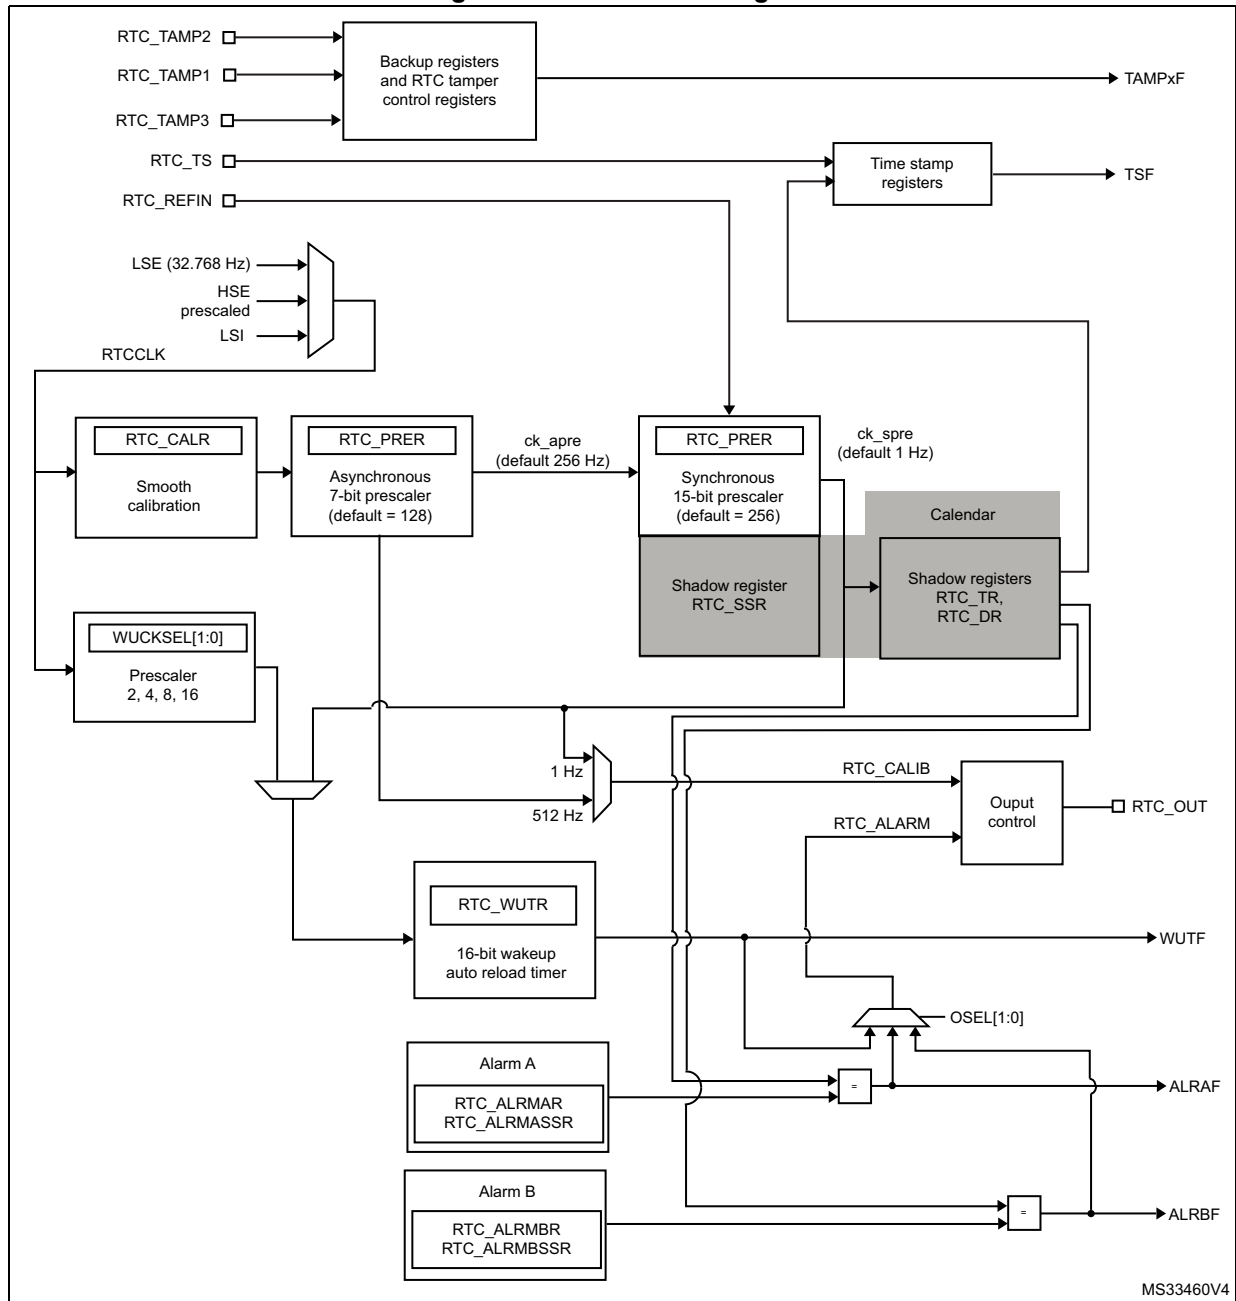 RTC_TAMP2
RTC_TAMP1
RTC_TAMP3
Backup registers
and RTC tamper
control registers
TAMPxF
RTC_TS
RTC_REFIN
Time stamp
registers
TSF
LSE (32.768 Hz)
HSE
prescaled
LSI
RTCCLK
RTC_CALR
Smooth
calibration
RTC_PRER
Asynchronous
7-bit prescaler
(default = 128)
ck_apre
(default 256 Hz)
RTC_PRER
Synchronous
15-bit prescaler
(default = 256)
ck_spre
(default 1 Hz)
Calendar
Shadow register
RTC_SSR
Shadow registers
RTC_TR,
RTC_DR
WUCKSEL[1:0]
Prescaler
2, 4, 8, 16
1 Hz
512 Hz
RTC_CALIB
RTC_ALARM
Ouput
control
RTC_OUT
RTC_WUTR
16-bit wakeup
auto reload timer
WUTF
OSEL[1:0]
Alarm A
RTC_ALRMAR
RTC_ALRMASSR
=
ALRAF
Alarm B
RTC_ALRMBR
RTC_ALRMBSSR
=
ALRBF
MS33460V4